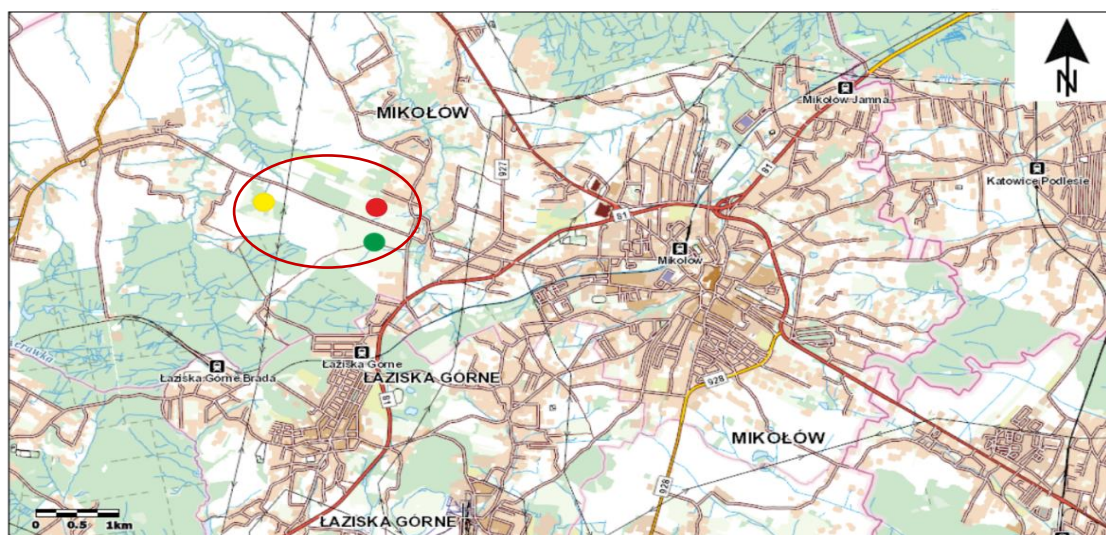 N
Mikołów Jamna
MIKOŁÓW
927
81
Katowice Podlesie
81
Mikołów
Łaziska Górne
Łaziska Górne Brada
ŁAZISKA GÓRNE
928
81
MIKOŁÓW
928
ŁAZISKA GÓRNE
0 0.5 1km